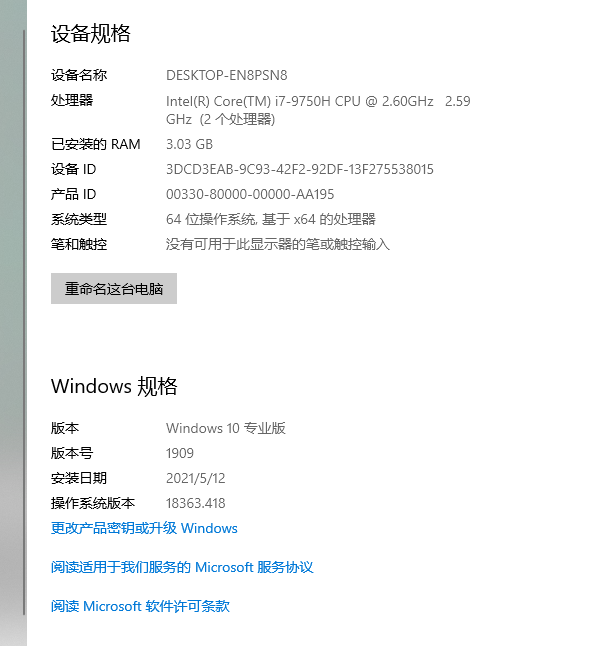 设备规格
设备名称 DESKTOP-EN8PSN8
处理器 Intel(R) Core(TM) i7-9750H CPU @ 2.60GHz 2.59
GHz (2 个处理器)
已安装的 RAM 3.03 GB
设备 ID 3DCD3EAB-9C93-42F2-92DF-13F275538015
产品 ID 00330-80000-00000-AA195
系统类型 64 位操作系统, 基于 x64 的处理器
笔和触控 没有可用于此显示器的笔或触控输入
重命名这台电脑
Windows 规格
版本 Windows 10 专业版
版本号 1909
安装日期 2021/5/12
操作系统版本 18363.418
更改产品密钥或升级 Windows
阅读适用于我们服务的 Microsoft 服务协议
阅读 Microsoft 软件许可条款